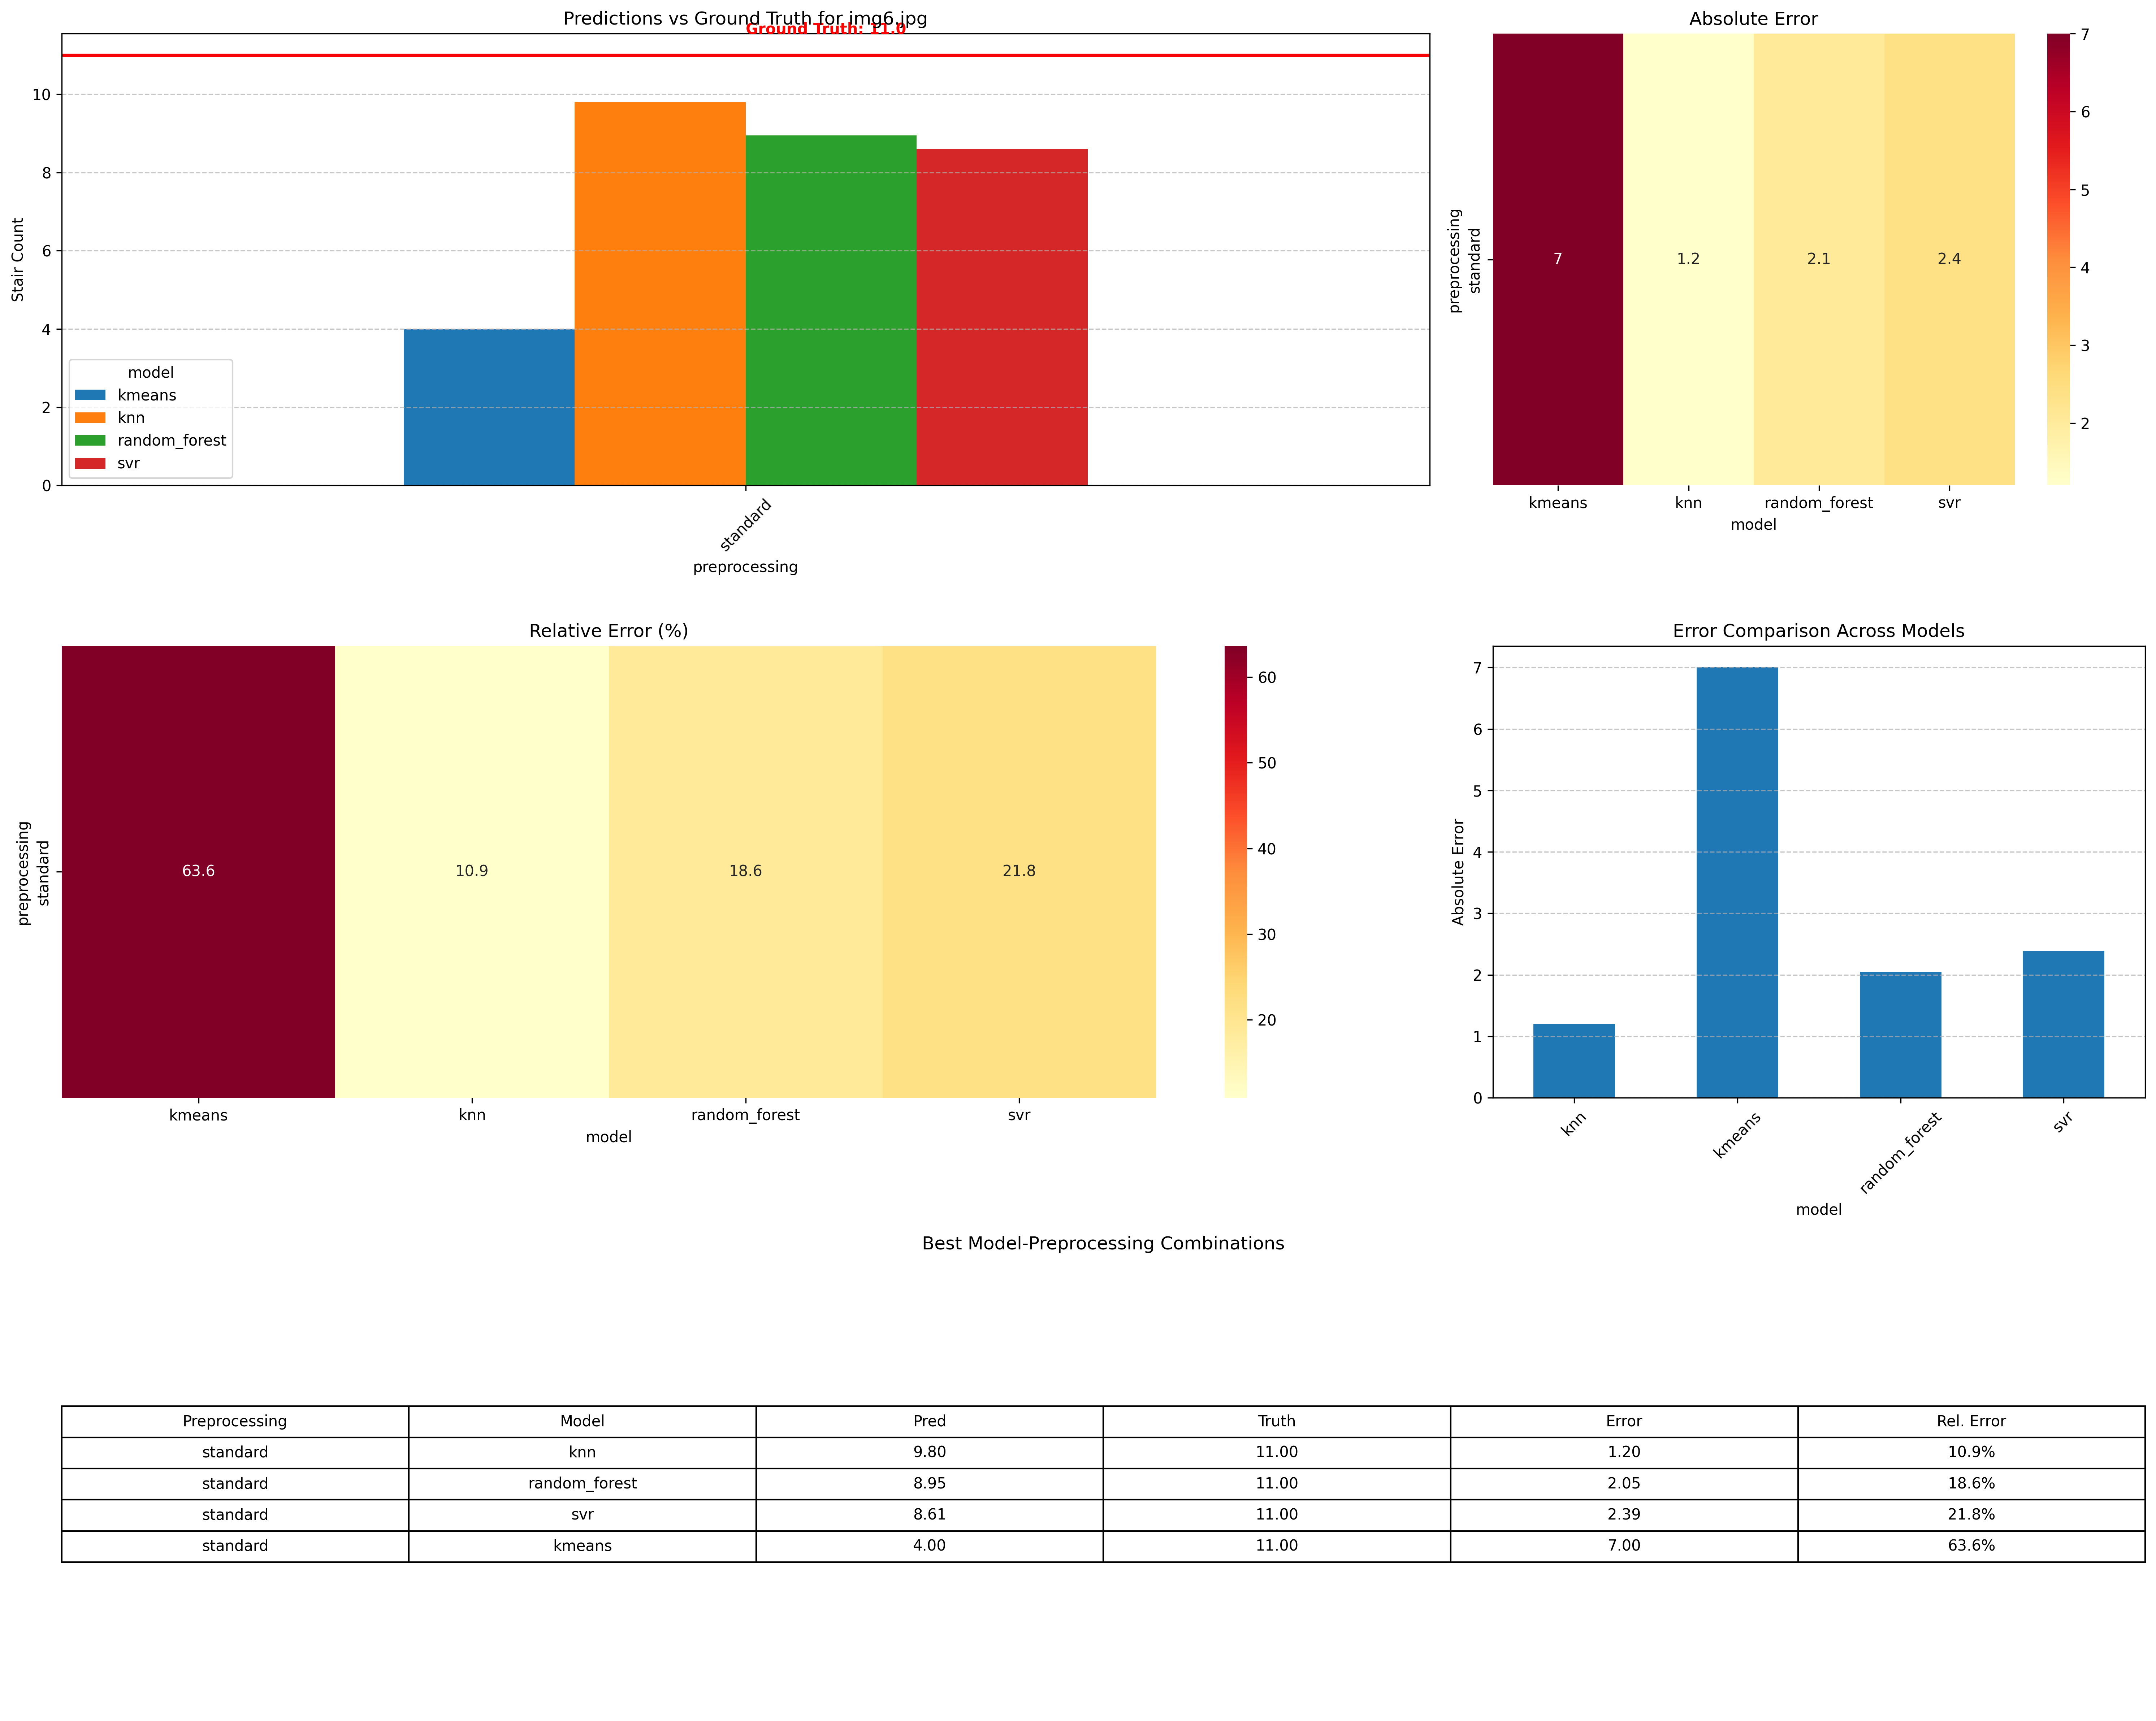 Predictions vs Ground Truth for img6.jpg
Ground Truth: 11.0
Stair Count
10
8
6
4
2
0
model
kmeans
knn
random_forest
svr
standard
preprocessing
Absolute Error
preprocessing
standard
7 1.2 2.1 2.4
kmeans knn random_forest svr
model
7
6
5
4
3
2
Relative Error (%)
preprocessing
standard
63.6 10.9 18.6 21.8
kmeans knn random_forest svr
model
60
50
40
30
20
Error Comparison Across Models
Absolute Error
7
6
5
4
3
2
1
0
knn kmeans random_forest svr
model
Best Model-Preprocessing Combinations
Preprocessing Model Pred Truth Error Rel. Error
standard knn 9.80 11.00 1.20 10.9%
standard random_forest 8.95 11.00 2.05 18.6%
standard svr 8.61 11.00 2.39 21.8%
standard kmeans 4.00 11.00 7.00 63.6%